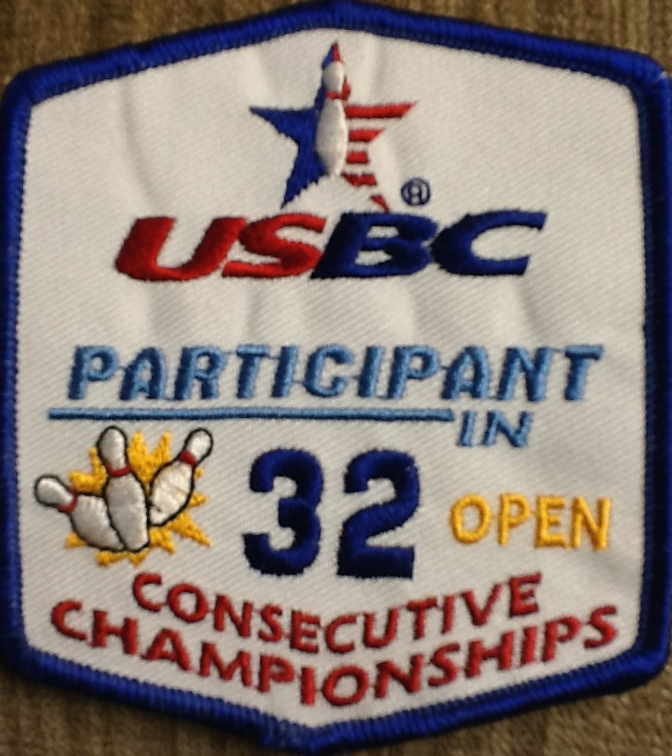 ®
USBC
PARTICIPANT
IN
32 OPEN
CONSECUTIVE
CHAMPIONSHIPS